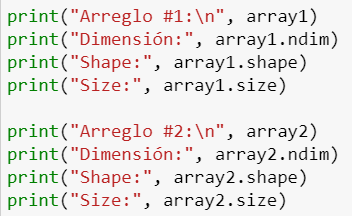 print("Arreglo #1:\n", array1)
print("Dimensión:", array1.ndim)
print("Shape:", array1.shape)
print("Size:", array1.size)
print("Arreglo #2:\n", array2)
print("Dimensión:", array2.ndim)
print("Shape:", array2.shape)
print("Size:", array2.size)